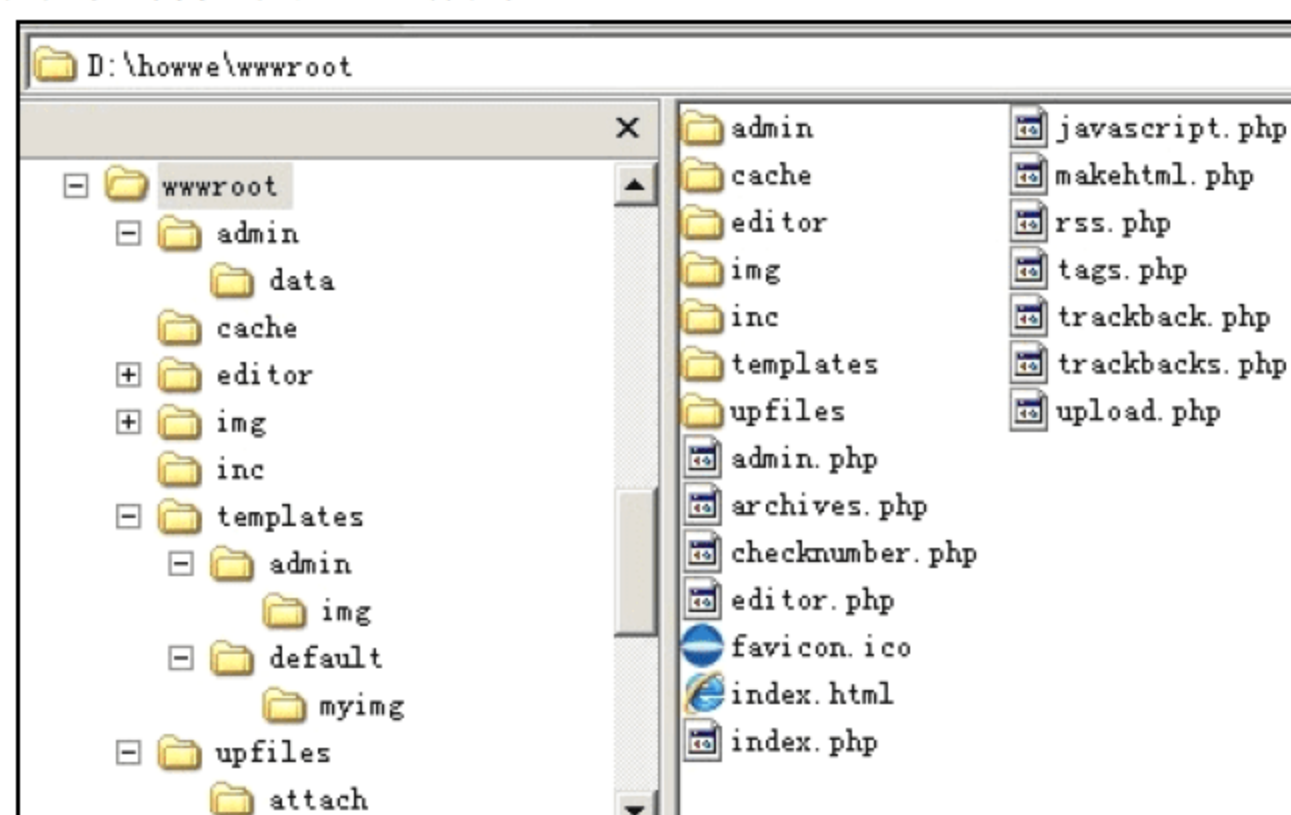 D:\howwe\wwwroot
wwwroot
admin
data
cache
editor
img
inc
templates
admin
img
default
myimg
upfiles
attach
admin
cache
editor
img
inc
templates
upfiles
admin.php
archives.php
checknumber.php
editor.php
favicon.ico
index.html
index.php
javascript.php
makehtml.php
rss.php
tags.php
trackback.php
trackbacks.php
upload.php